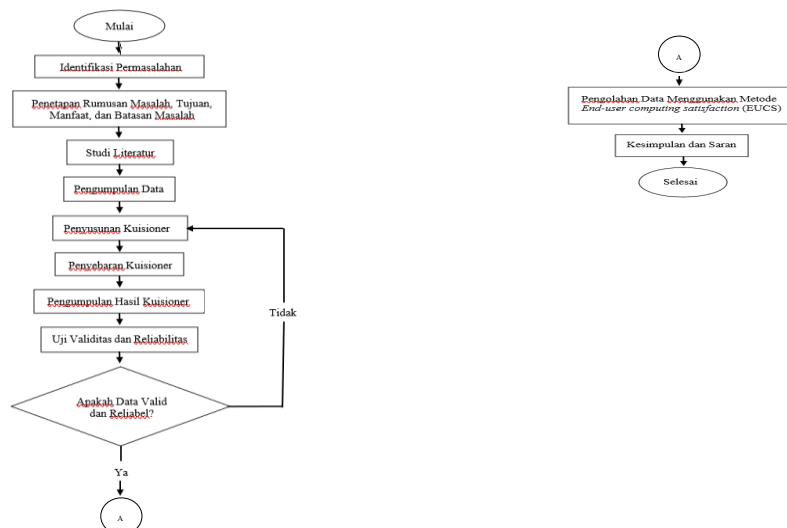 Mulai
Identifikasi Permasalahan
Penetapan Rumusan Masalah, Tujuan,
Manfaat, dan Batasan Masalah
Studi Literatur
Pengumpulan Data
Penyusunan Kuisioner
Penyebaran Kuisioner
Pengumpulan Hasil Kuisioner
Uji Validitas dan Reliabilitas
Apakah Data Valid
dan Reliabel?
Tidak
Ya
A
A
Pengolahan Data Menggunakan Metode
End-user computing satisfaction (EUCS)
Kesimpulan dan Saran
Selesai